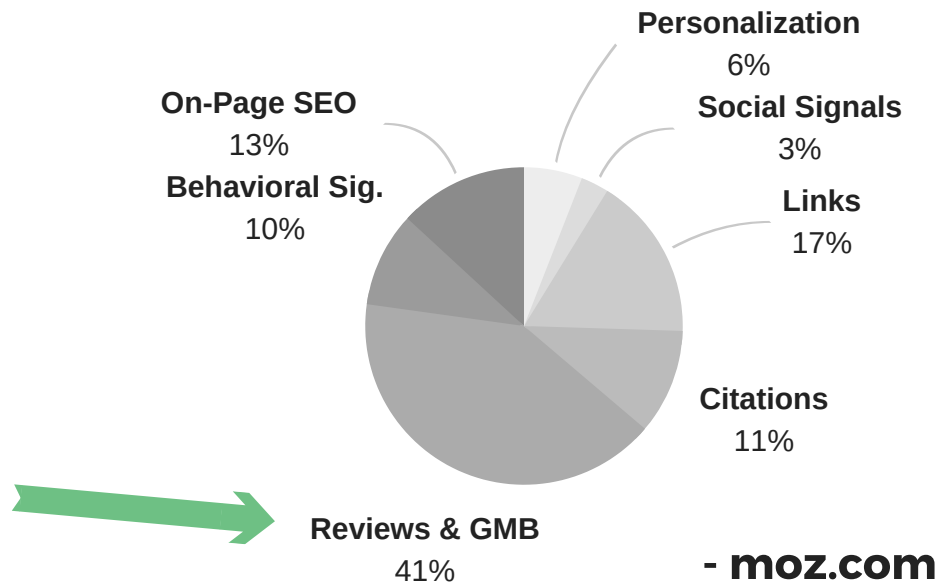 Personalization
6%
On-Page SEO
13%
Social Signals
3%
Behavioral Sig.
10%
Links
17%
Citations
11%
Reviews & GMB
41%
- moz.com